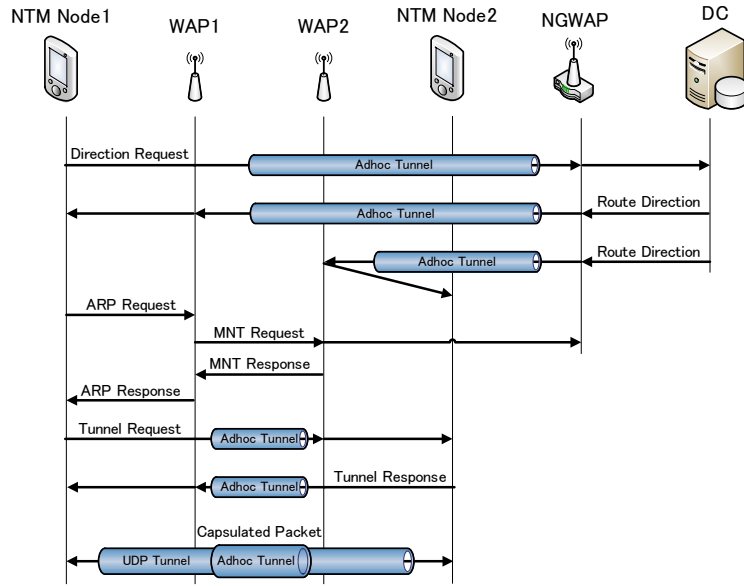 NTM Node1
WAP1
WAP2
NTM Node2
NGWAP
DC
Direction Request
Adhoc Tunnel
Adhoc Tunnel
Route Direction
Adhoc Tunnel
Route Direction
ARP Request
MNT Request
MNT Response
ARP Response
Tunnel Request
Adhoc Tunnel
Adhoc Tunnel
Tunnel Response
Capsulated Packet
UDP Tunnel
Adhoc Tunnel